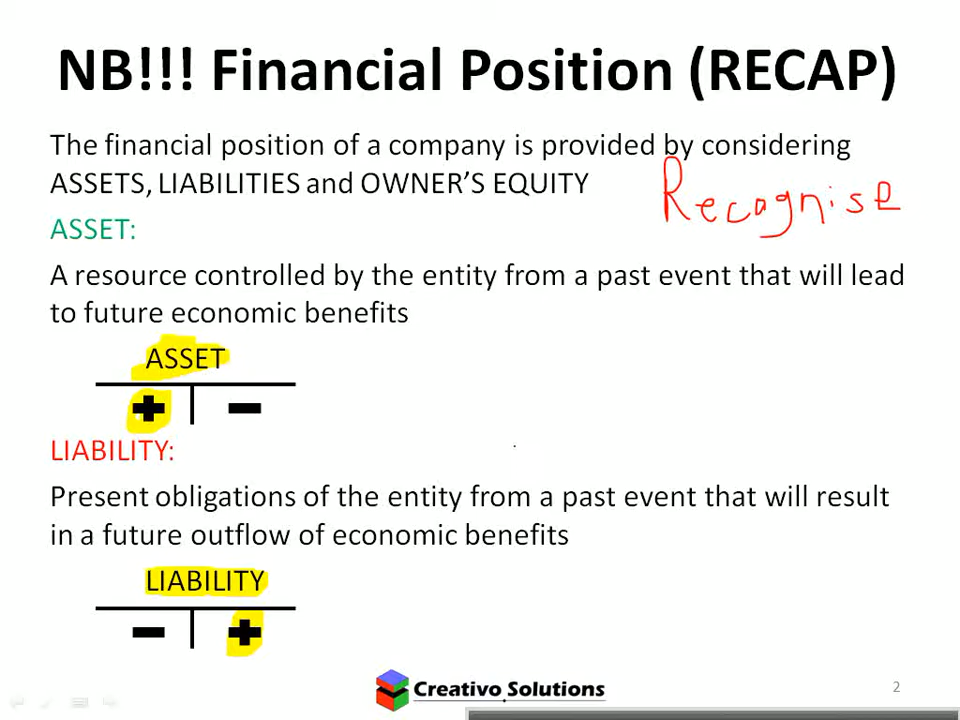 NB!!! Financial Position (RECAP)
The financial position of a company is provided by considering
ASSETS, LIABILITIES and OWNER’S EQUITY
Recognise
ASSET:
A resource controlled by the entity from a past event that will lead
to future economic benefits
ASSET
+ −
LIABILITY:
Present obligations of the entity from a past event that will result
in a future outflow of economic benefits
LIABILITY
− +
Creativo Solutions
2